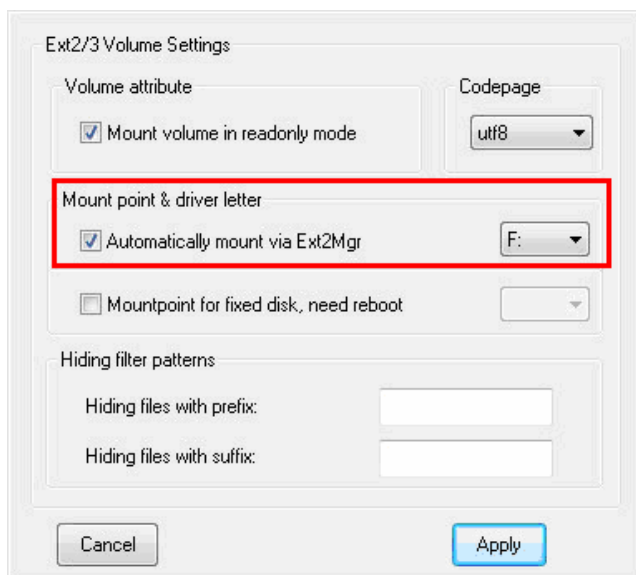 Ext2/3 Volume Settings
Volume attribute
Codepage
Mount volume in readonly mode
utf8
Mount point & driver letter
Automatically mount via Ext2Mgr
F:
Mountpoint for fixed disk, need reboot
Hiding filter patterns
Hiding files with prefix:
Hiding files with suffix:
Cancel
Apply